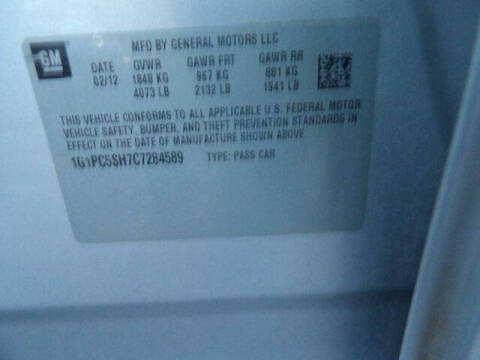 GM
MFD BY GENERAL MOTORS LLC
DATE GVWR GAWR FRT GAWR RR
02/12 1848 KG 967 KG 881 KG
4073 LB 2132 LB 1941 LB
THIS VEHICLE CONFORMS TO ALL APPLICABLE U.S. FEDERAL MOTOR
VEHICLE SAFETY, BUMPER, AND THEFT PREVENTION STANDARDS
IN EFFECT ON THE DATE OF MANUFACTURE SHOWN ABOVE.
1G1PC5SH7C7284589 TYPE: PASS CAR